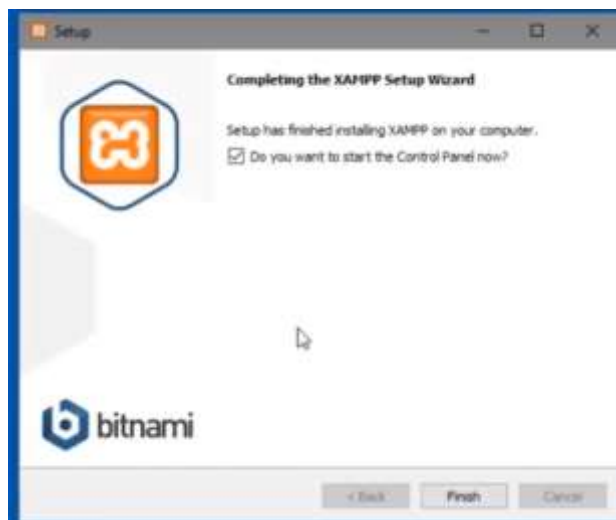 Setup
Completing the XAMPP Setup Wizard
Setup has finished installing XAMPP on your computer.
Do you want to start the Control Panel now?
bitnami
< Back
Finish
Cancel